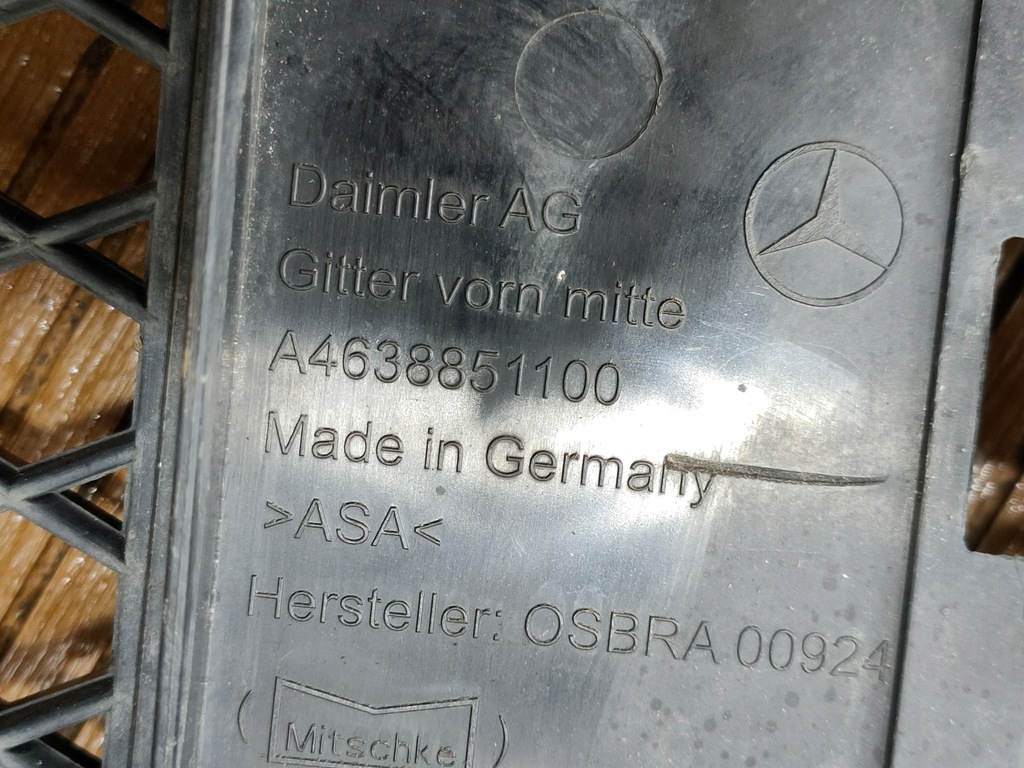 Daimler AG
Gitter vorn mitte
A4638851100
Made in Germany
>ASA<
Hersteller: OSBRA 00924
( Mitschke )